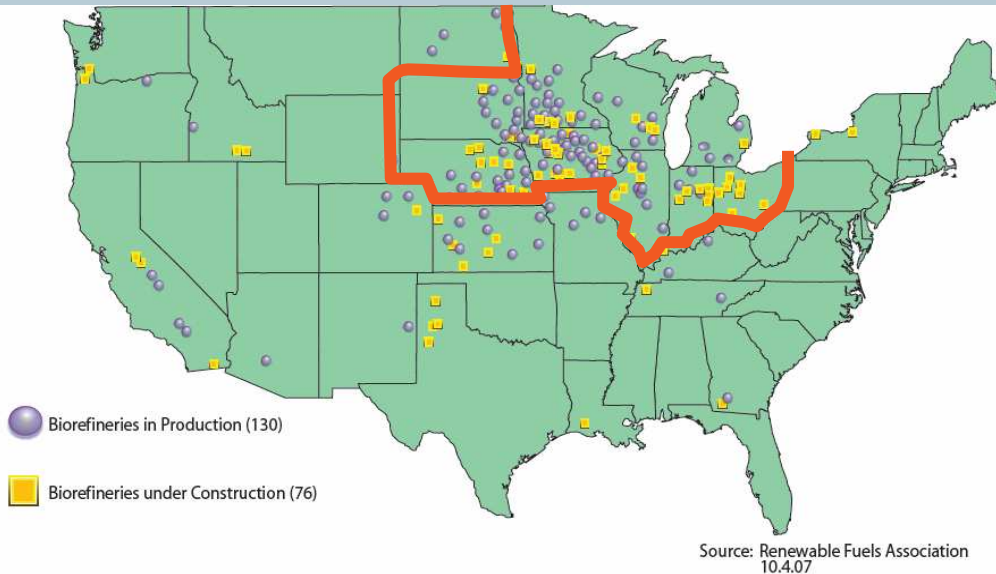 Biorefineries in Production (130)
Biorefineries under Construction (76)
Source: Renewable Fuels Association
10.4.07